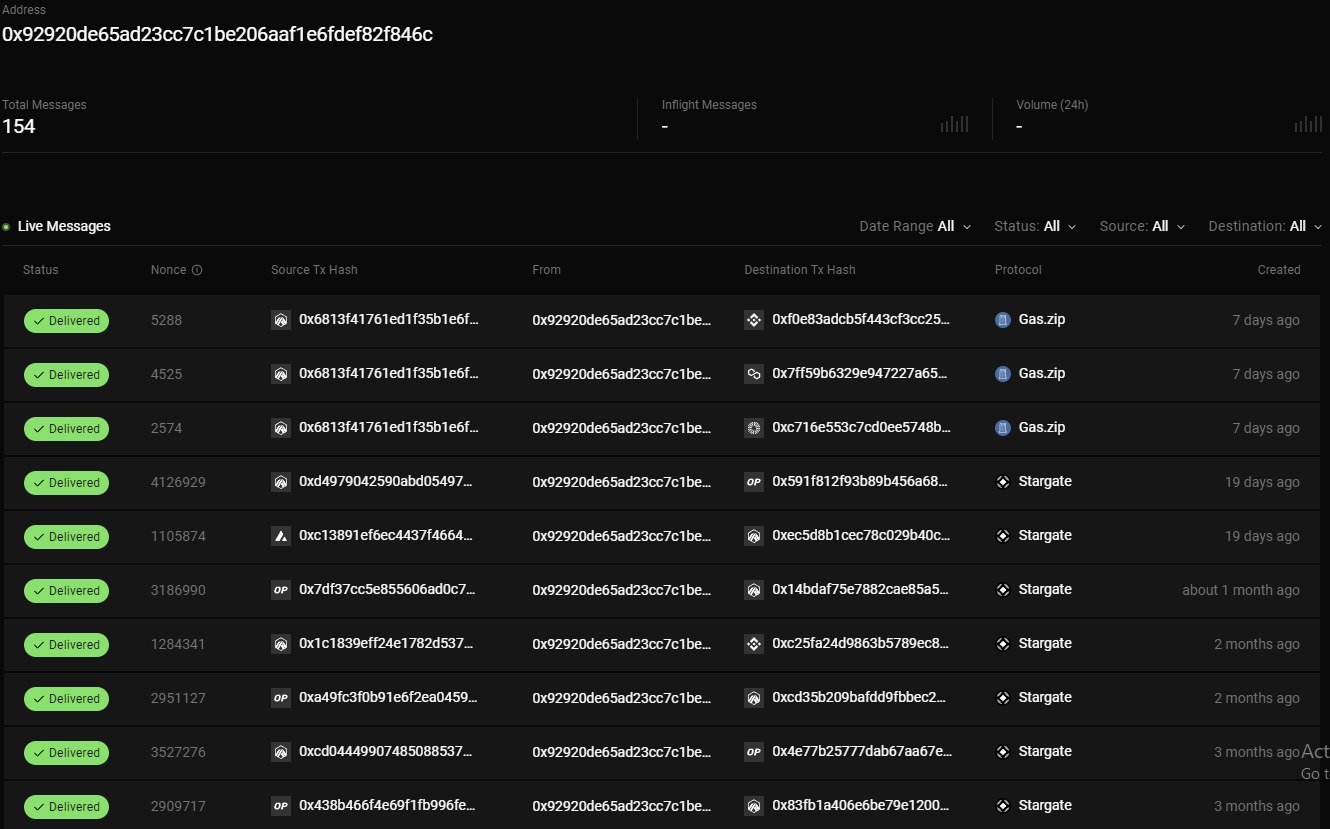 Address
0x92920de65ad23cc7c1be206aaf1e6fdef82f846c
Total Messages Inflight Messages Volume (24h)
154 - -
Live Messages Date Range All Status: All Source: All Destination: All
Status Nonce Source Tx Hash From Destination Tx Hash Protocol Created
Delivered 5288 0x6813f41761ed1f35b1e6f... 0x92920de65ad23cc7c1be... 0xf0e83adcb5f443cf3cc25... Gas.zip 7 days ago
Delivered 4525 0x6813f41761ed1f35b1e6f... 0x92920de65ad23cc7c1be... 0x7ff59b6329e947227a65... Gas.zip 7 days ago
Delivered 2574 0x6813f41761ed1f35b1e6f... 0x92920de65ad23cc7c1be... 0xc716e553c7cd0ee5748b... Gas.zip 7 days ago
Delivered 4126929 0xd4979042590abd05497... 0x92920de65ad23cc7c1be... OP 0x591f812f93b89b456a68... Stargate 19 days ago
Delivered 1105874 0xc13891ef6ec4437f4664... 0x92920de65ad23cc7c1be... 0xec5d8b1cec78c029b40c... Stargate 19 days ago
Delivered 3186990 OP 0x7df37cc5e855606ad0c7... 0x92920de65ad23cc7c1be... 0x14bdaf75e7882cae85a5... Stargate about 1 month ago
Delivered 1284341 0x1c1839eff24e1782d537... 0x92920de65ad23cc7c1be... 0xc25fa24d9863b5789ec8... Stargate 2 months ago
Delivered 2951127 OP 0xa49fc3f0b91e6f2ea0459... 0x92920de65ad23cc7c1be... 0xcd35b209bafdd9fbbec2... Stargate 2 months ago
Delivered 3527276 0xcd04449907485088537... 0x92920de65ad23cc7c1be... OP 0x4e77b25777dab67aa67e... Stargate 3 months ago Act
Go t
Delivered 2909717 OP 0x438b466f4e69f1fb996fe... 0x92920de65ad23cc7c1be... 0x83fb1a406e6be79e1200... Stargate 3 months ago